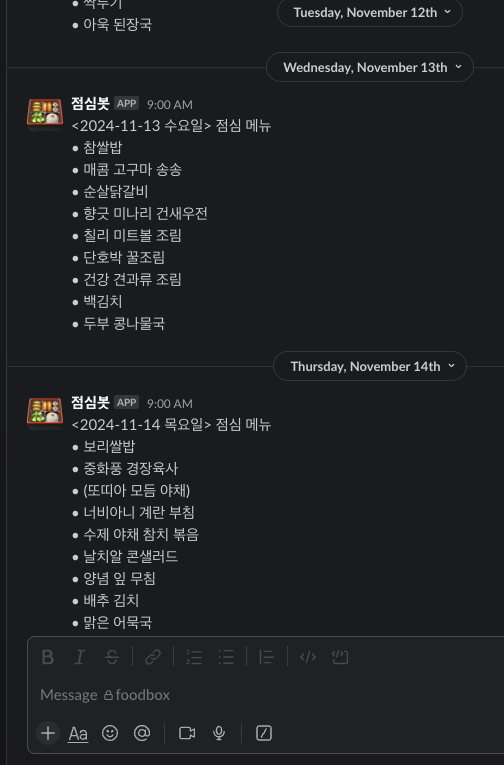 Tuesday, November 12th
• 깍두기
• 아욱 된장국
Wednesday, November 13th
점심봇 APP 9:00 AM
<2024-11-13 수요일> 점심 메뉴
• 참쌀밥
• 매콤 고구마 송송
• 순살닭갈비
• 향긋 미나리 건새우전
• 칠리 미트볼 조림
• 단호박 꿀조림
• 건강 견과류 조림
• 백김치
• 두부 콩나물국
Thursday, November 14th
점심봇 APP 9:00 AM
<2024-11-14 목요일> 점심 메뉴
• 보리쌀밥
• 중화풍 경장육사
• (또띠아 모듬 야채)
• 너비아니 계란 부침
• 수제 야채 참치 볶음
• 날치알 콘샐러드
• 양념 잎 무침
• 배추 김치
• 맑은 어묵국
B I S
Message foodbox
Aa